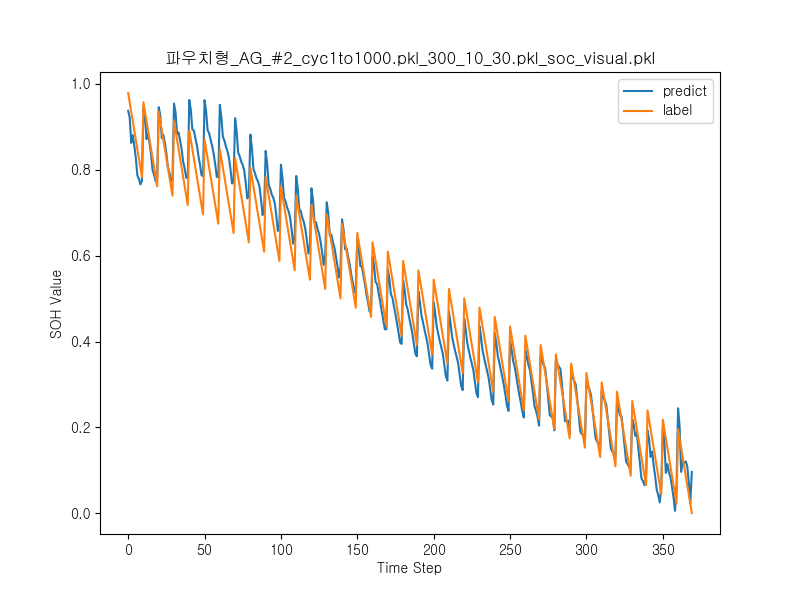 파우치형_AG_#2_cyc1to1000.pkl_300_10_30.pkl_soc_visual.pkl
predict
label
1.0
0.8
0.6
0.4
0.2
0.0
SOH Value
0 50 100 150 200 250 300 350
Time Step